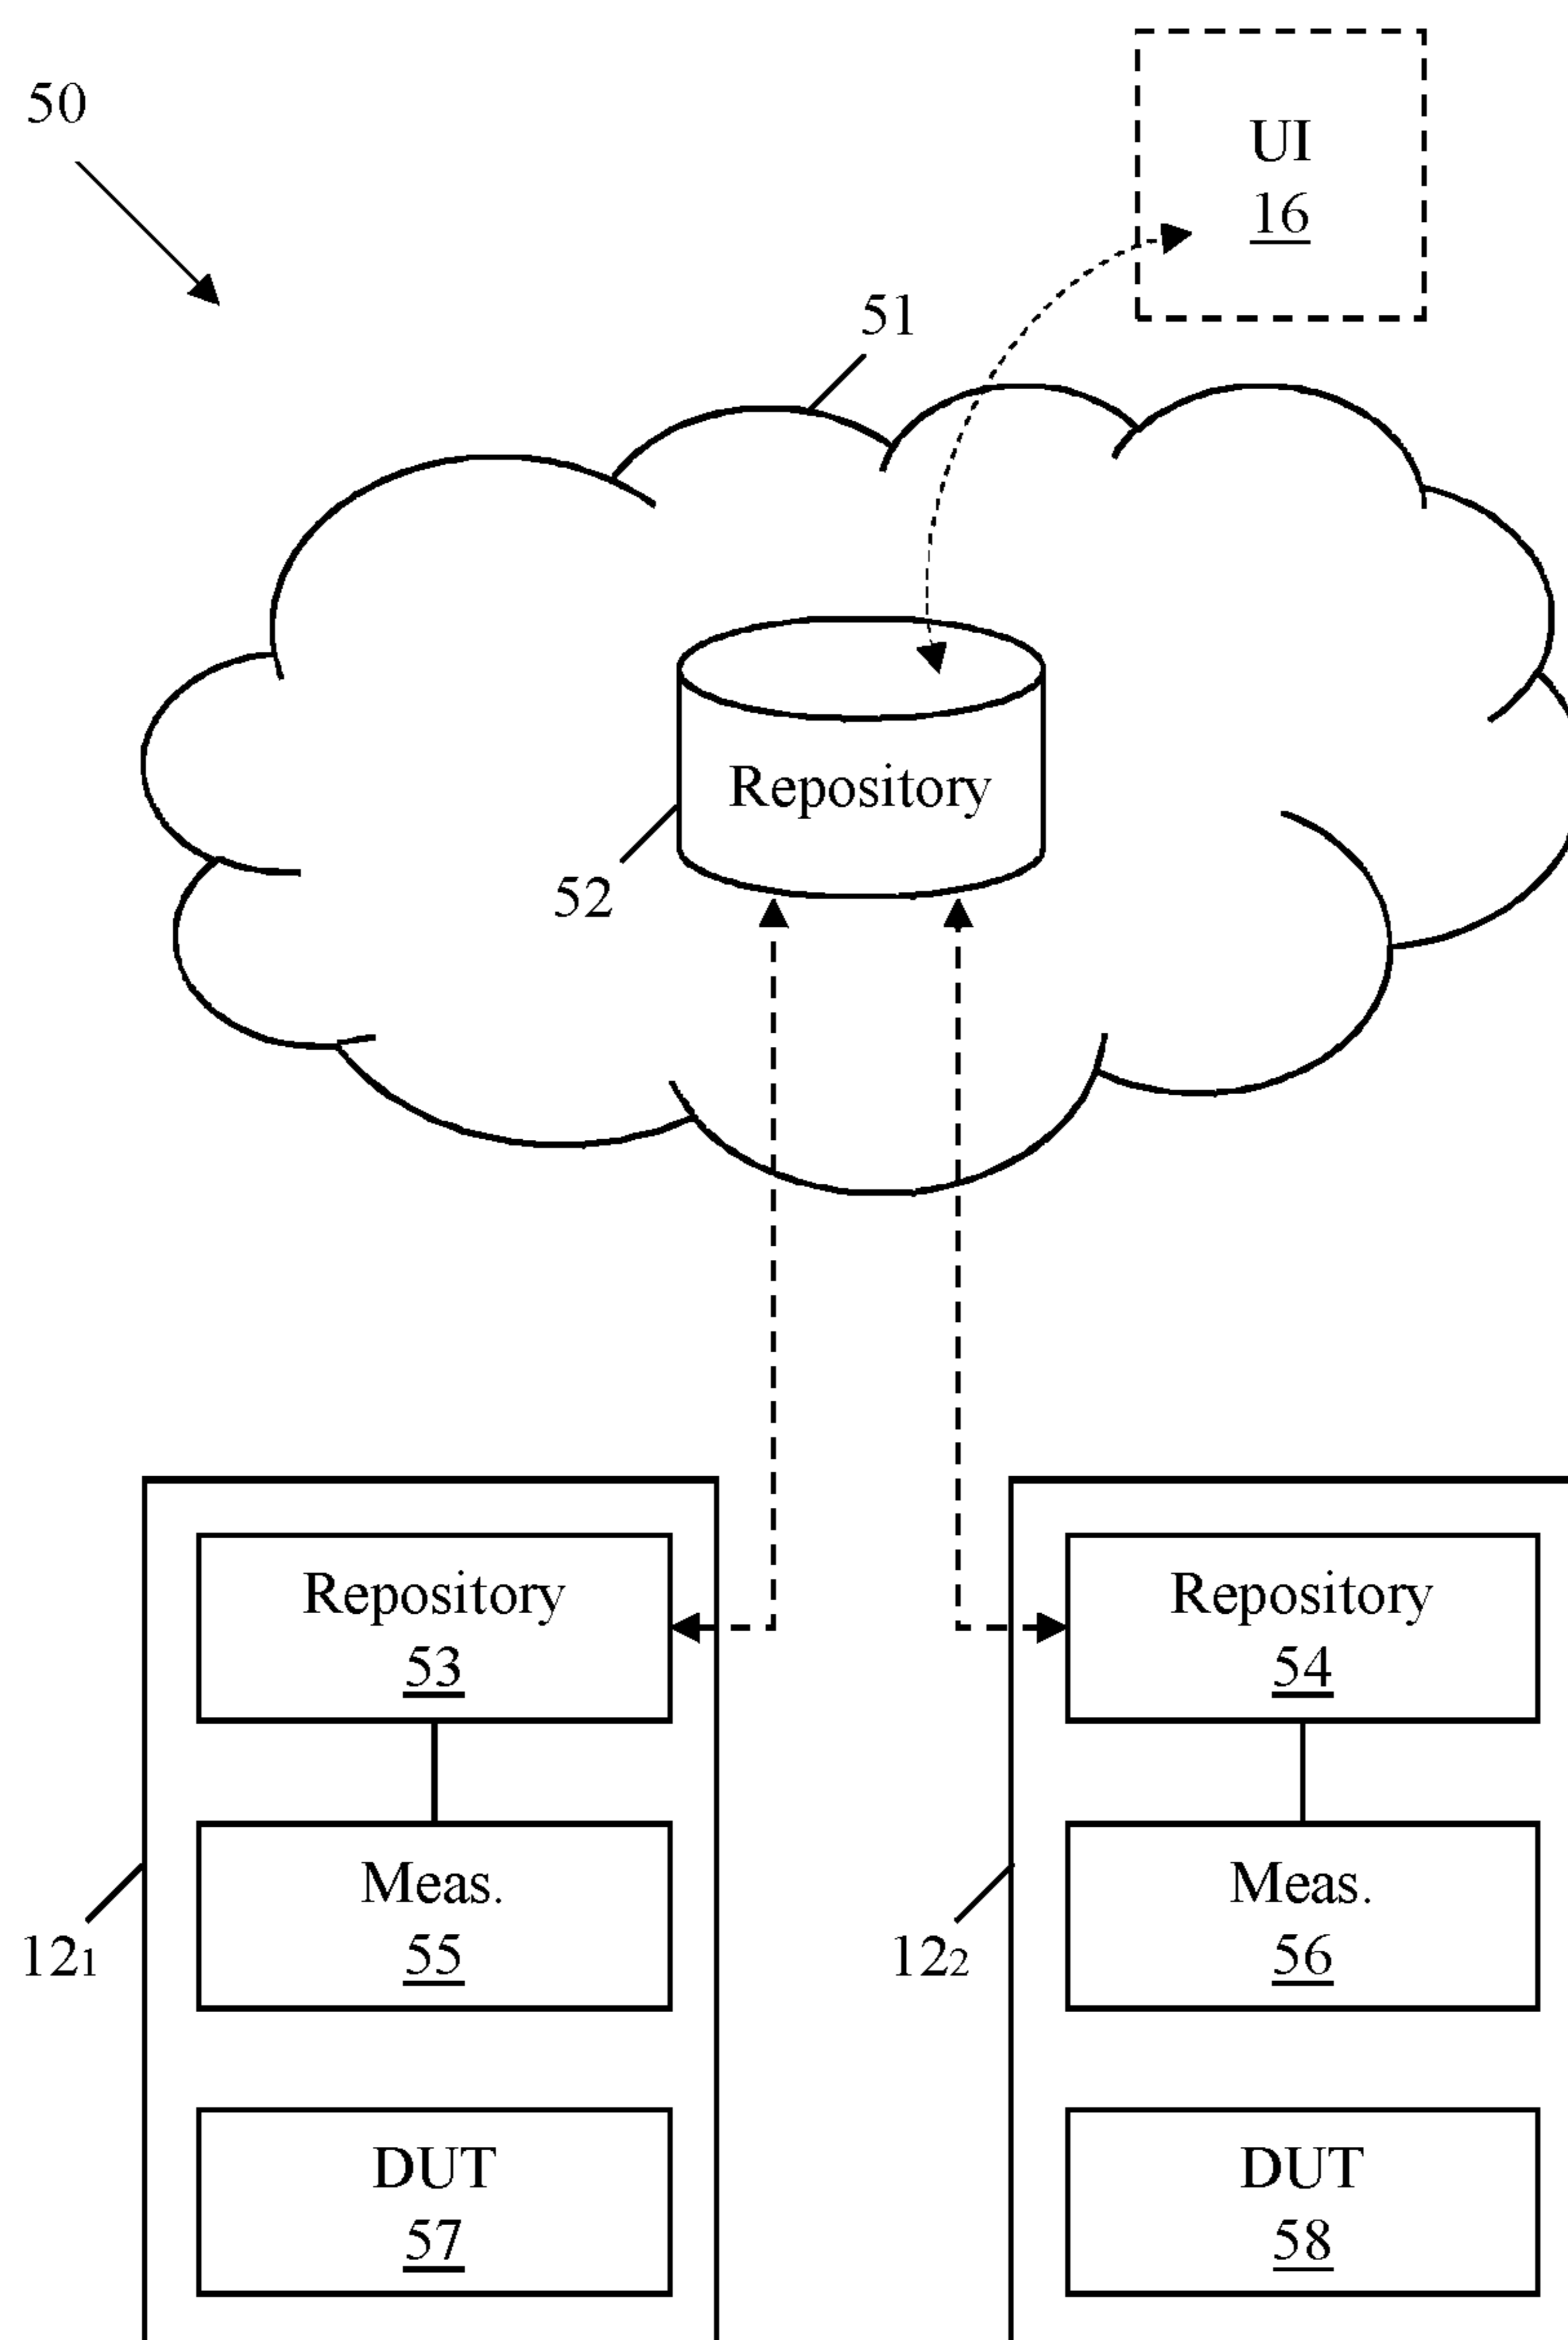 50
UI
16
51
Repository
52
Repository
53
Repository
54
Meas.
55
Meas.
56
12₁
12₂
DUT
57
DUT
58